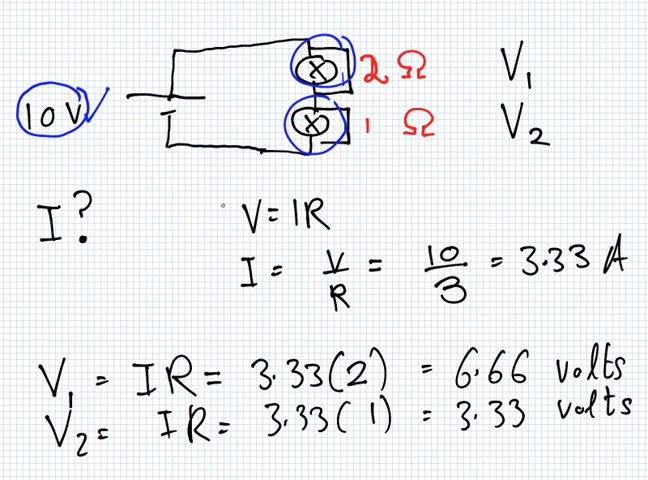 2 Ω V₁
10V 1 Ω V₂
I? V = IR
I = V/R = 10/3 = 3.33 A
V₁ = IR = 3.33(2) = 6.66 volts
V₂ = IR = 3.33(1) = 3.33 volts